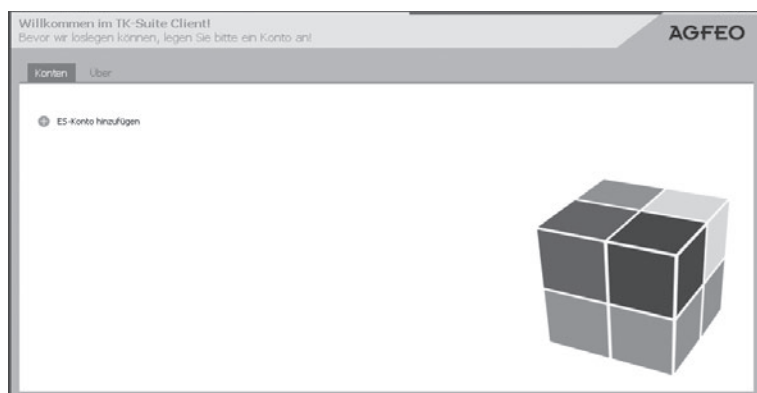 Willkommen im TK-Suite Client!
Bevor wir loslegen können, legen Sie bitte ein Konto an!
AGFEO
Konten Über
ES-Konto hinzufügen